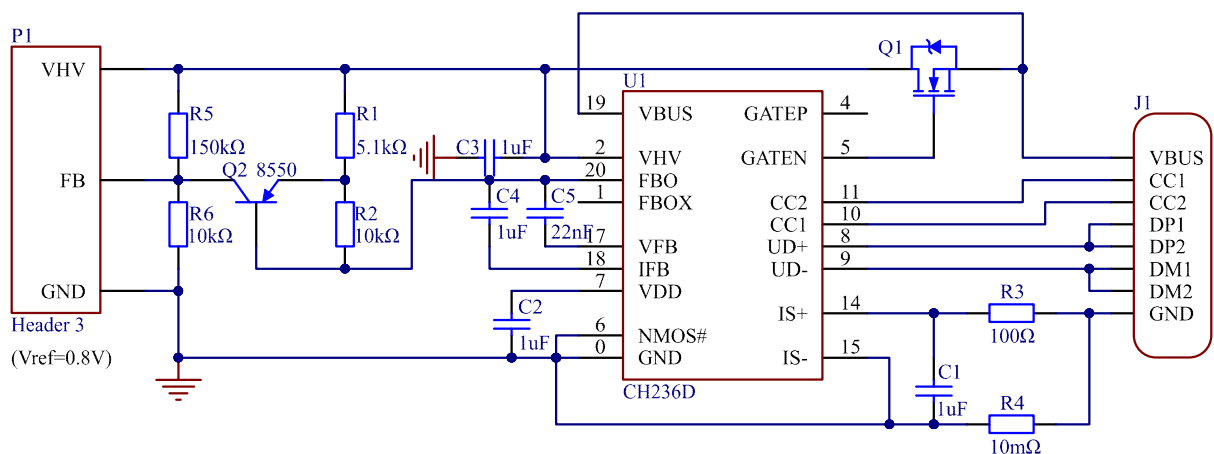 P1
VHV
FB
GND
Header 3
(Vref=0.8V)
R5
150kΩ
R6
10kΩ
Q2 8550
R1
5.1kΩ
R2
10kΩ
C3 1uF
C4
1uF
C5
22nF
C2
1uF
U1
19 VBUS
2 VHV
20 FBO
1 FBOX
17 VFB
18 IFB
7 VDD
6 NMOS#
0 GND
GATEP 4
GATEN 5
CC2 11
CC1 10
UD+ 8
UD- 9
IS+ 14
IS- 15
CH236D
Q1
R3
100Ω
C1
1uF
R4
10mΩ
J1
VBUS
CC1
CC2
DP1
DP2
DM1
DM2
GND